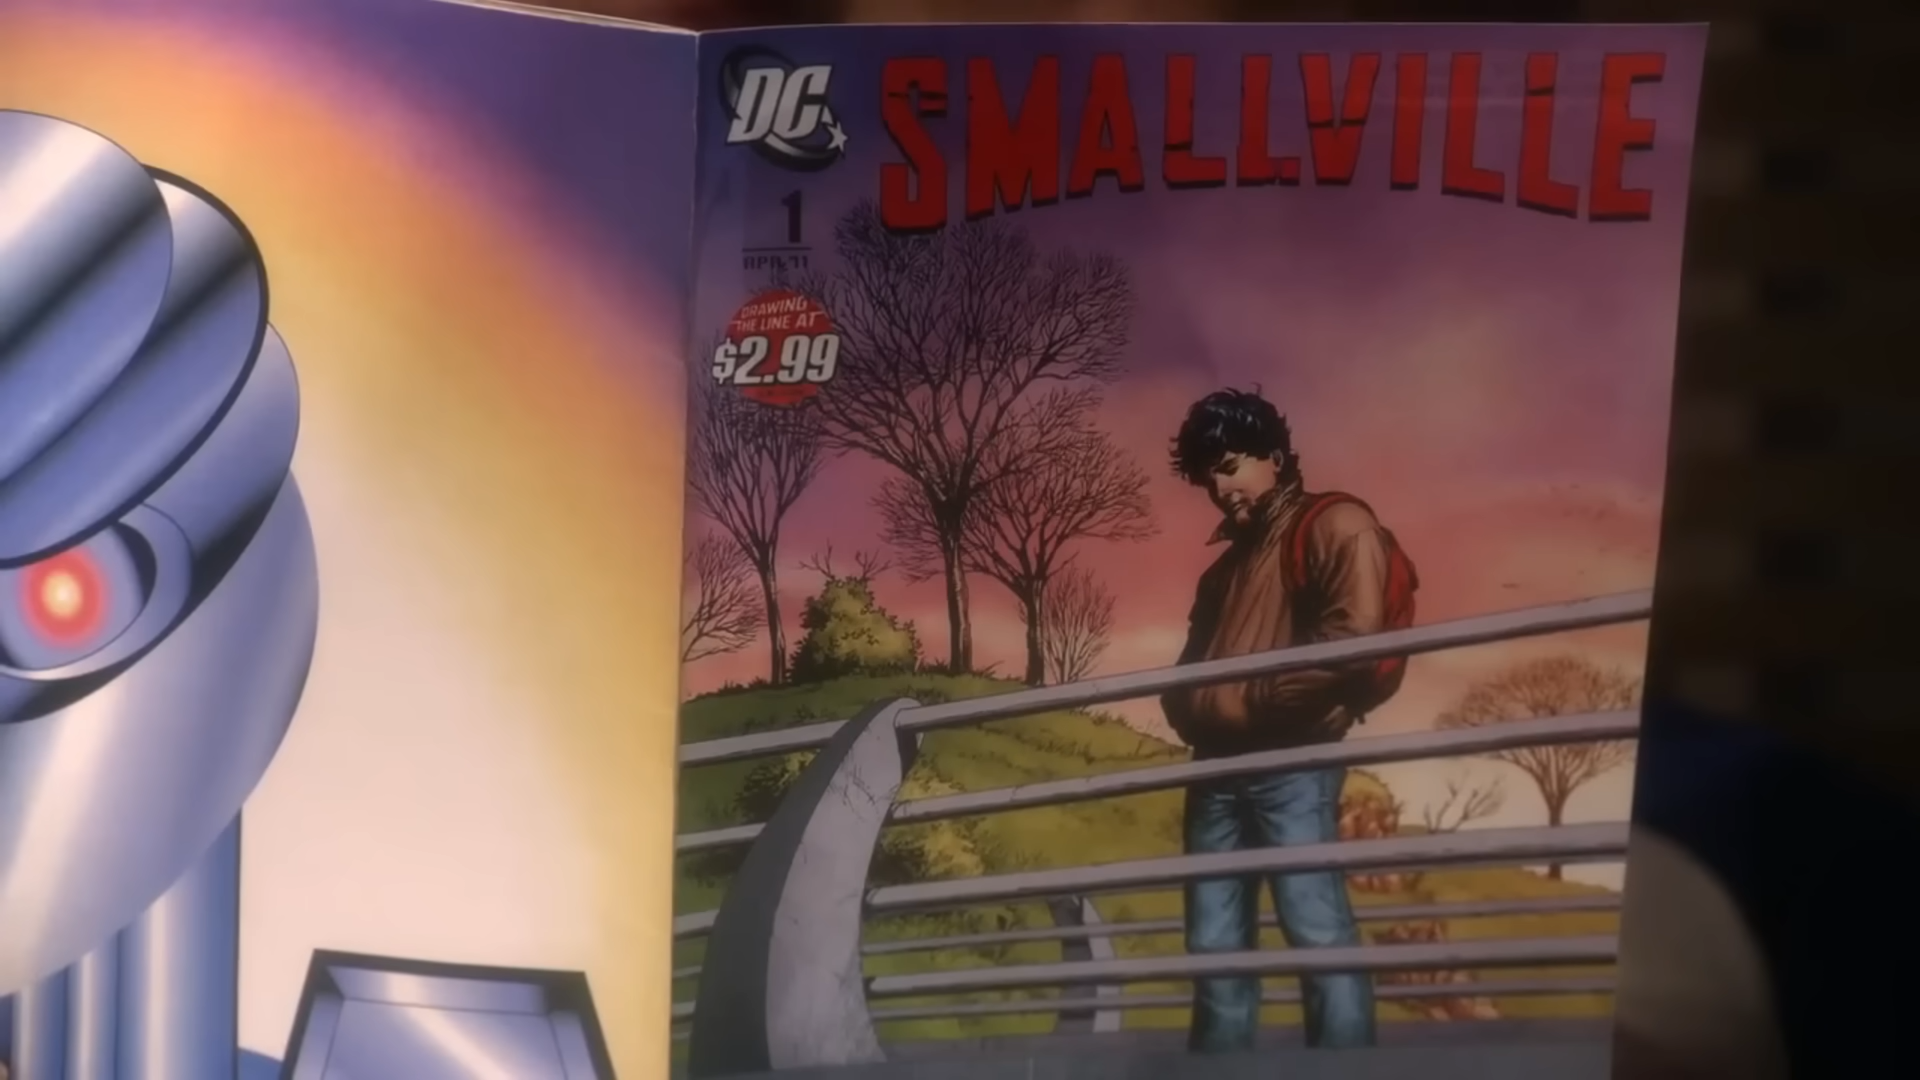 DC
SMALLVILLE
1
APR. 11
DRAWING
THE LINE AT
$2.99